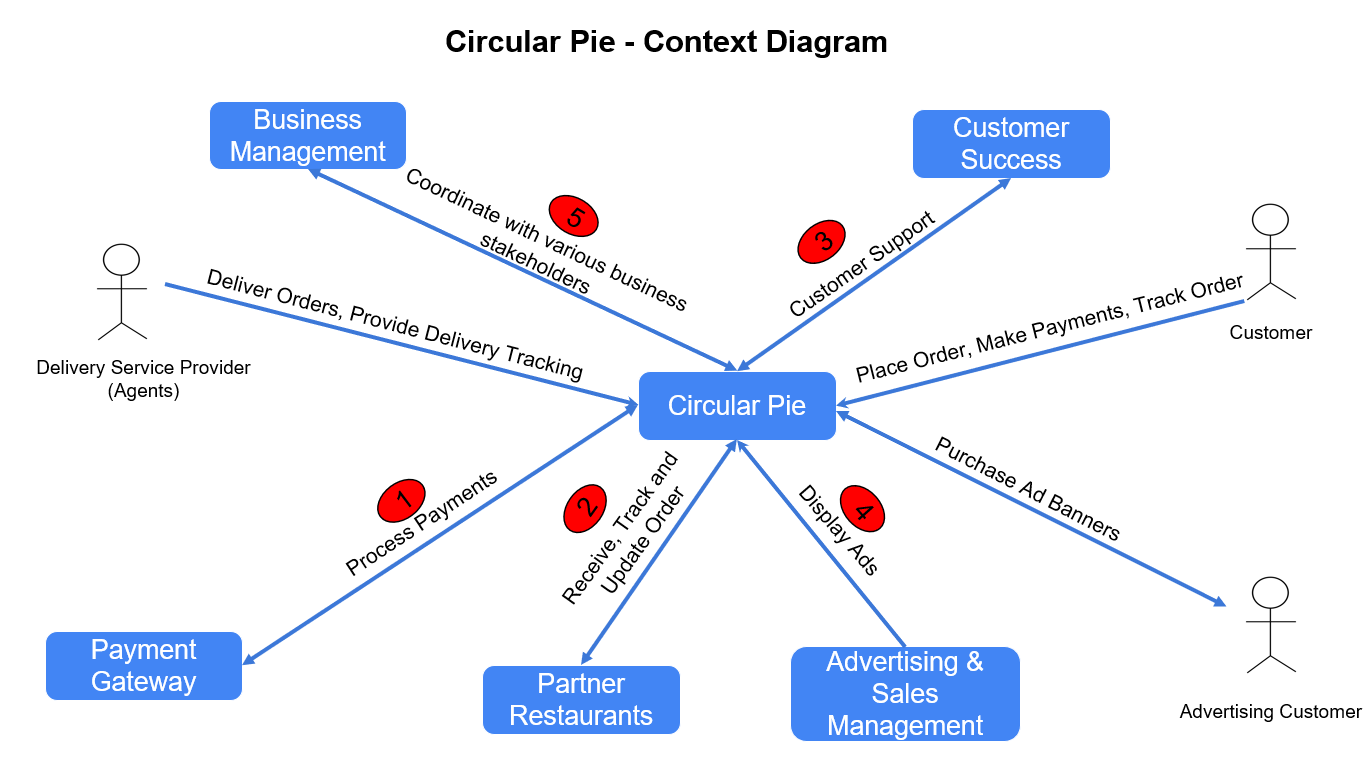 Circular Pie - Context Diagram
Business
Management
Customer
Success
Coordinate with various business
stakeholders
5
3
Customer Support
Deliver Orders, Provide Delivery Tracking
Place Order, Make Payments, Track Order
Customer
Delivery Service Provider
(Agents)
Circular Pie
1
Process Payments
2
Receive, Track and
Update Order
4
Display Ads
Purchase Ad Banners
Payment
Gateway
Partner
Restaurants
Advertising &
Sales
Management
Advertising Customer